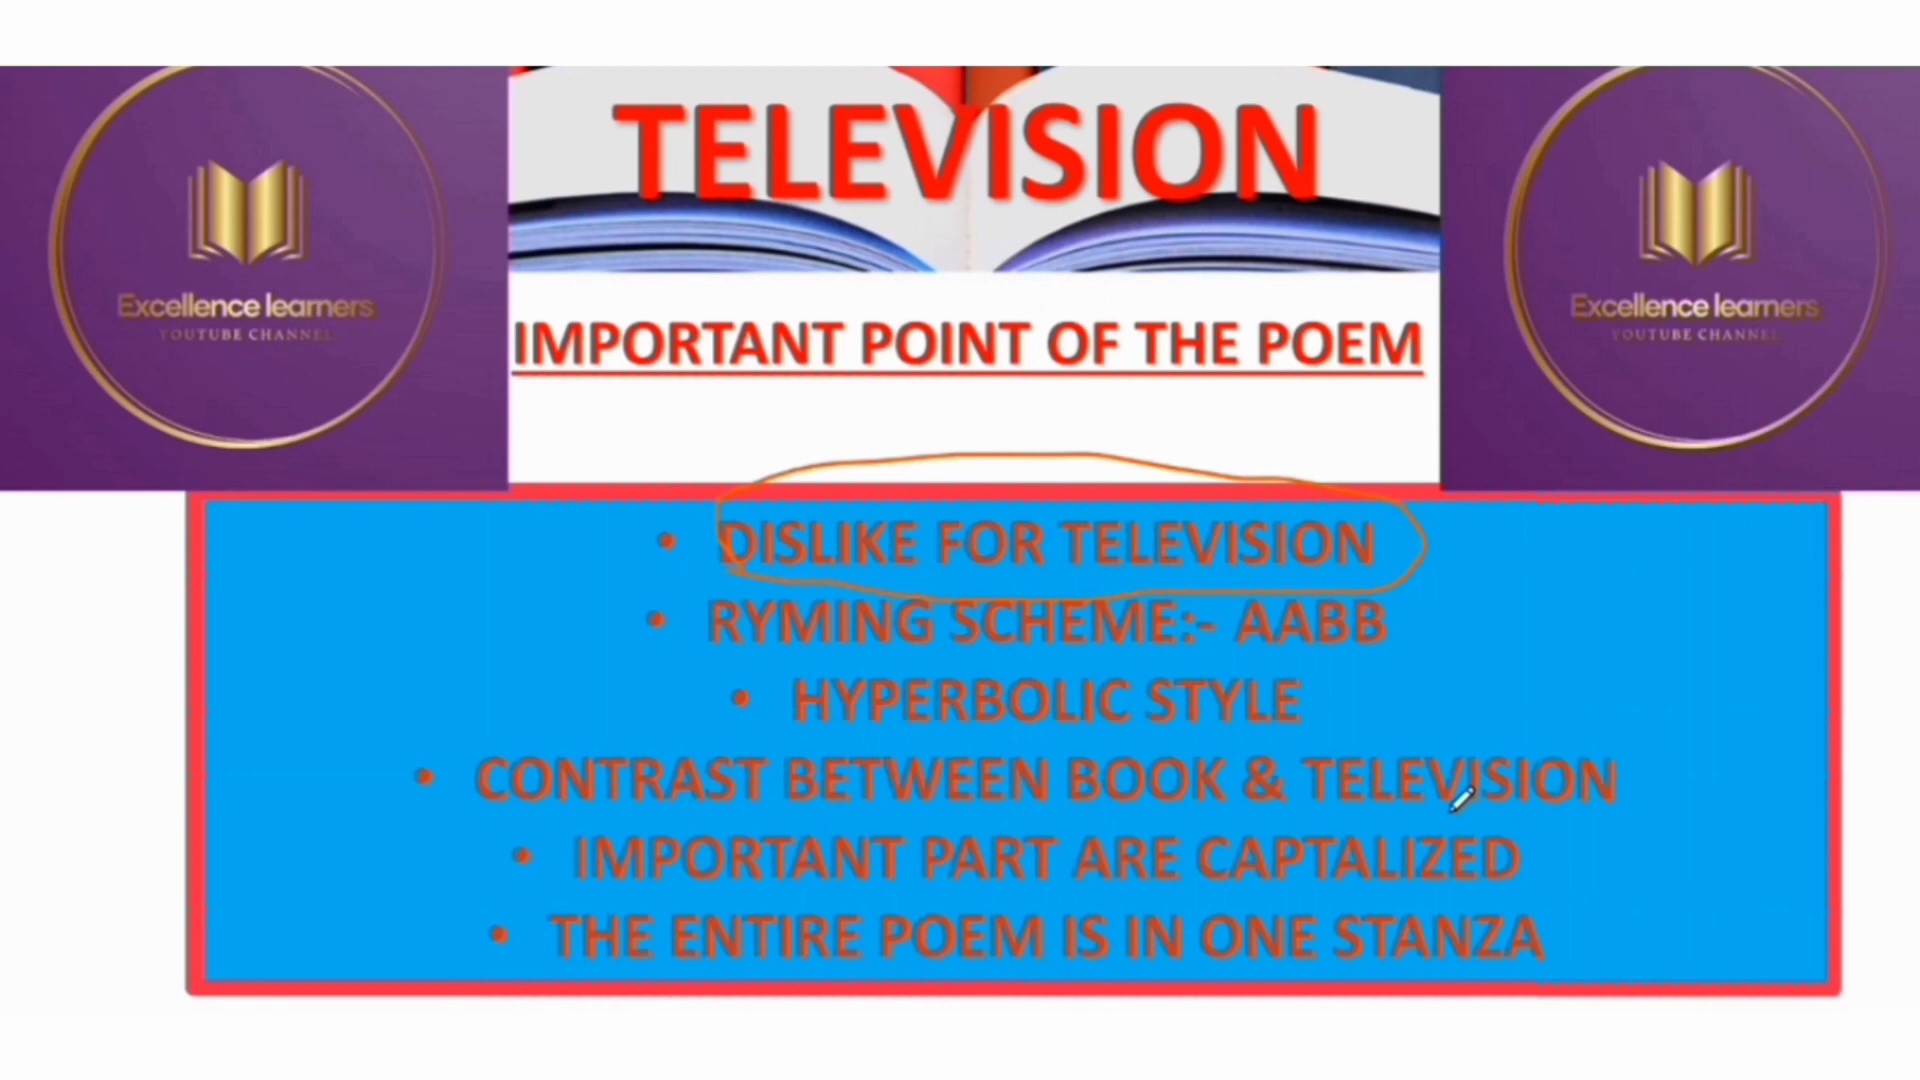 TELEVISION
Excellence learners
YOUTUBE CHANNEL
Excellence learners
YOUTUBE CHANNEL
IMPORTANT POINT OF THE POEM
• DISLIKE FOR TELEVISION
• RYMING SCHEME:- AABB
• HYPERBOLIC STYLE
• CONTRAST BETWEEN BOOK & TELEVISION
• IMPORTANT PART ARE CAPTALIZED
• THE ENTIRE POEM IS IN ONE STANZA